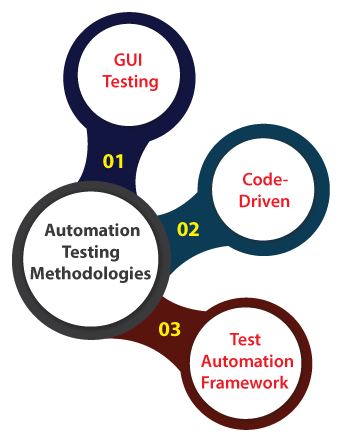 GUI
Testing
01
Code-
Driven
02
Automation
Testing
Methodologies
03
Test
Automation
Framework